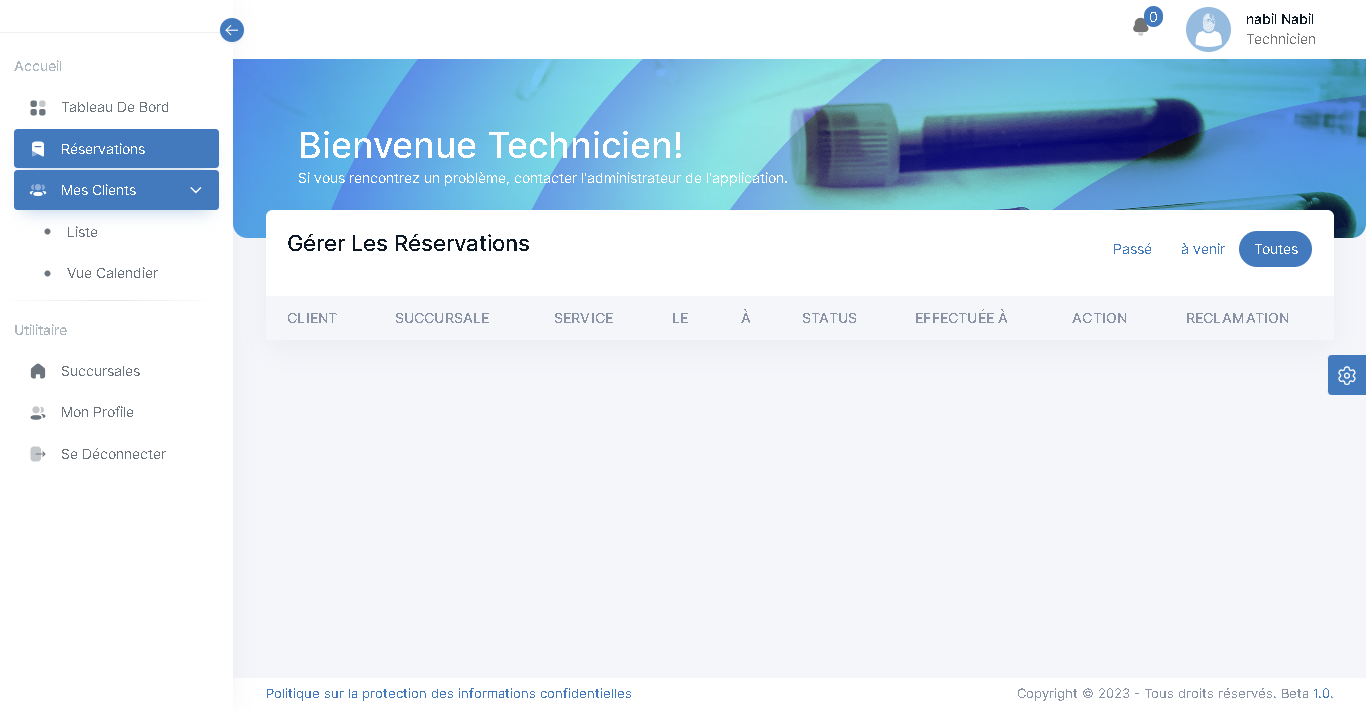 0
nabil Nabil
Technicien
Accueil
Tableau De Bord
Réservations
Mes Clients
Liste
Vue Calendier
Utilitaire
Succursales
Mon Profile
Se Déconnecter
Bienvenue Technicien!
Si vous rencontrez un problème, contacter l'administrateur de l'application.
Gérer Les Réservations
Passé à venir Toutes
CLIENT SUCCURSALE SERVICE LE À STATUS EFFECTUÉE À ACTION RECLAMATION
Politique sur la protection des informations confidentielles
Copyright © 2023 - Tous droits réservés. Beta 1.0.